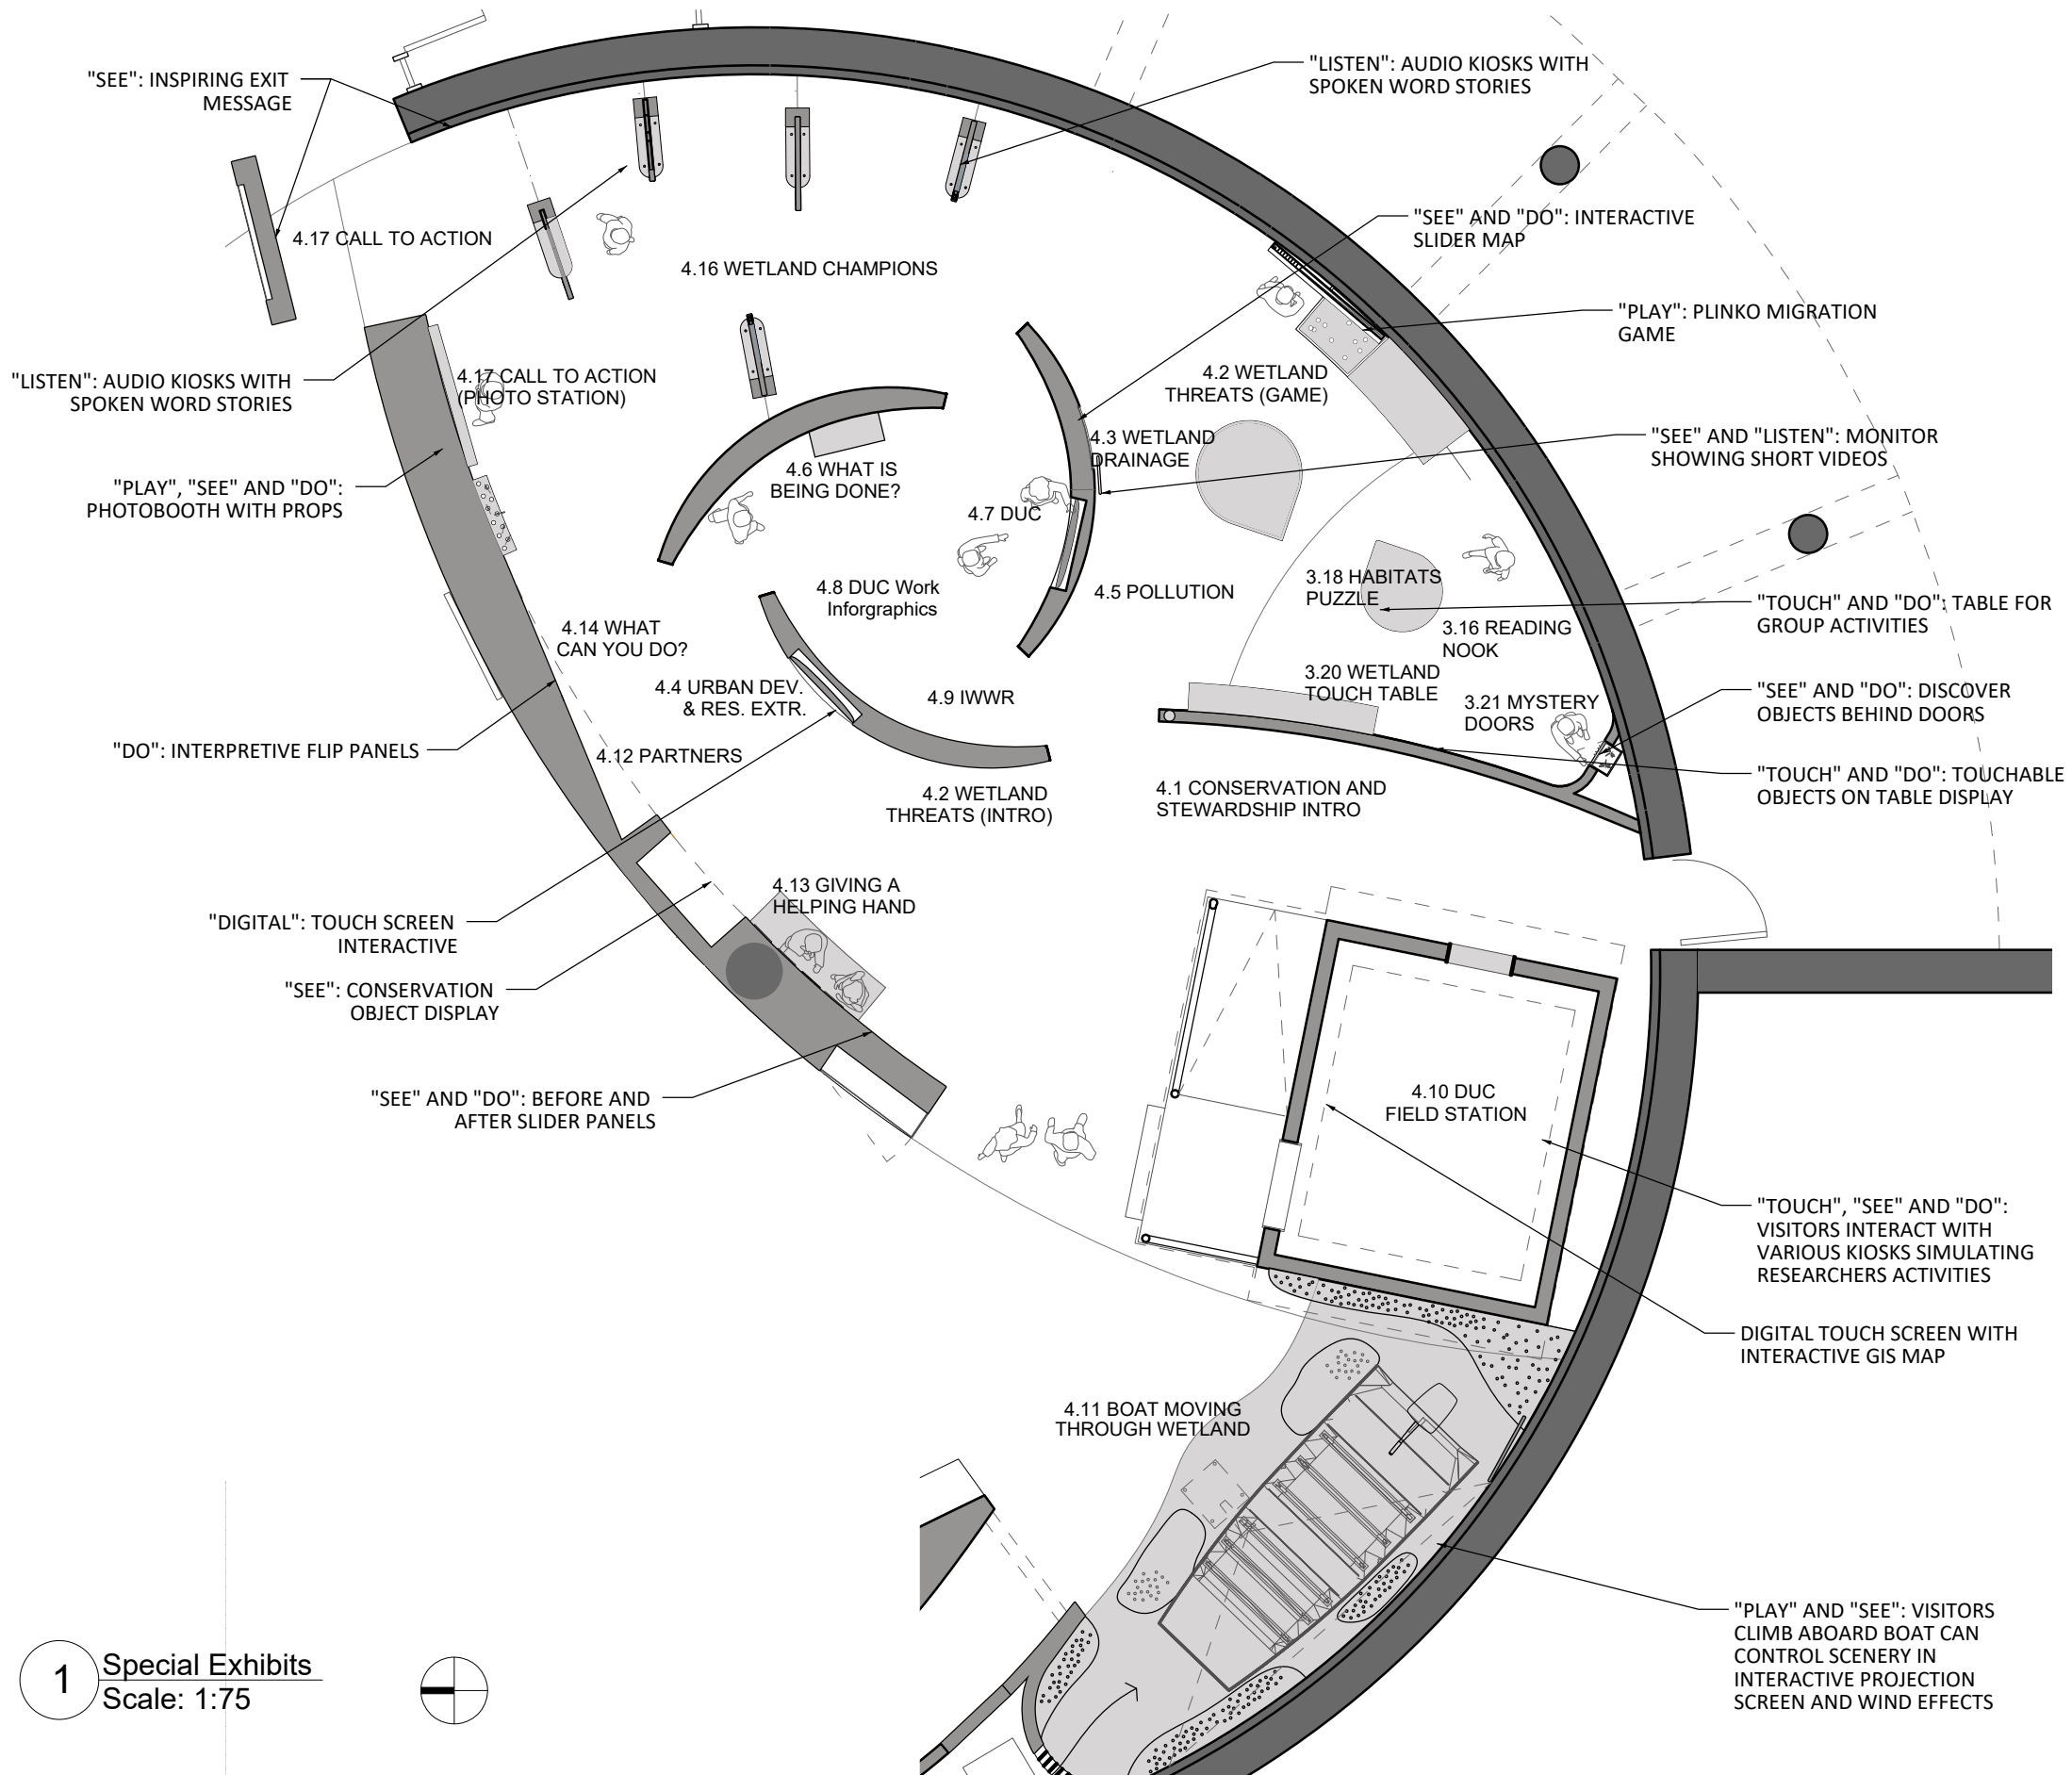 "SEE": INSPIRING EXIT
MESSAGE
"LISTEN": AUDIO KIOSKS WITH
SPOKEN WORD STORIES
"SEE" AND "DO": INTERACTIVE
SLIDER MAP
4.17 CALL TO ACTION
4.16 WETLAND CHAMPIONS
"PLAY": PLINKO MIGRATION
GAME
"LISTEN": AUDIO KIOSKS WITH
SPOKEN WORD STORIES
4.17 CALL TO ACTION
(PHOTO STATION)
4.2 WETLAND
THREATS (GAME)
4.3 WETLAND
DRAINAGE
"SEE" AND "LISTEN": MONITOR
SHOWING SHORT VIDEOS
4.6 WHAT IS
BEING DONE?
"PLAY", "SEE" AND "DO":
PHOTOBOOTH WITH PROPS
4.7 DUC
4.8 DUC Work
Inforgraphics
4.5 POLLUTION
3.18 HABITATS
PUZZLE
"TOUCH" AND "DO": TABLE FOR
GROUP ACTIVITIES
3.16 READING
NOOK
4.14 WHAT
CAN YOU DO?
4.4 URBAN DEV.
& RES. EXTR.
4.9 IWWR
3.20 WETLAND
TOUCH TABLE
3.21 MYSTERY
DOORS
"SEE" AND "DO": DISCOVER
OBJECTS BEHIND DOORS
"DO": INTERPRETIVE FLIP PANELS
4.12 PARTNERS
4.2 WETLAND
THREATS (INTRO)
4.1 CONSERVATION AND
STEWARDSHIP INTRO
"TOUCH" AND "DO": TOUCHABLE
OBJECTS ON TABLE DISPLAY
4.13 GIVING A
HELPING HAND
"DIGITAL": TOUCH SCREEN
INTERACTIVE
"SEE": CONSERVATION
OBJECT DISPLAY
"SEE" AND "DO": BEFORE AND
AFTER SLIDER PANELS
4.10 DUC
FIELD STATION
"TOUCH", "SEE" AND "DO":
VISITORS INTERACT WITH
VARIOUS KIOSKS SIMULATING
RESEARCHERS ACTIVITIES
DIGITAL TOUCH SCREEN WITH
INTERACTIVE GIS MAP
4.11 BOAT MOVING
THROUGH WETLAND
"PLAY" AND "SEE": VISITORS
CLIMB ABOARD BOAT CAN
CONTROL SCENERY IN
INTERACTIVE PROJECTION
SCREEN AND WIND EFFECTS
1
Special Exhibits
Scale: 1:75